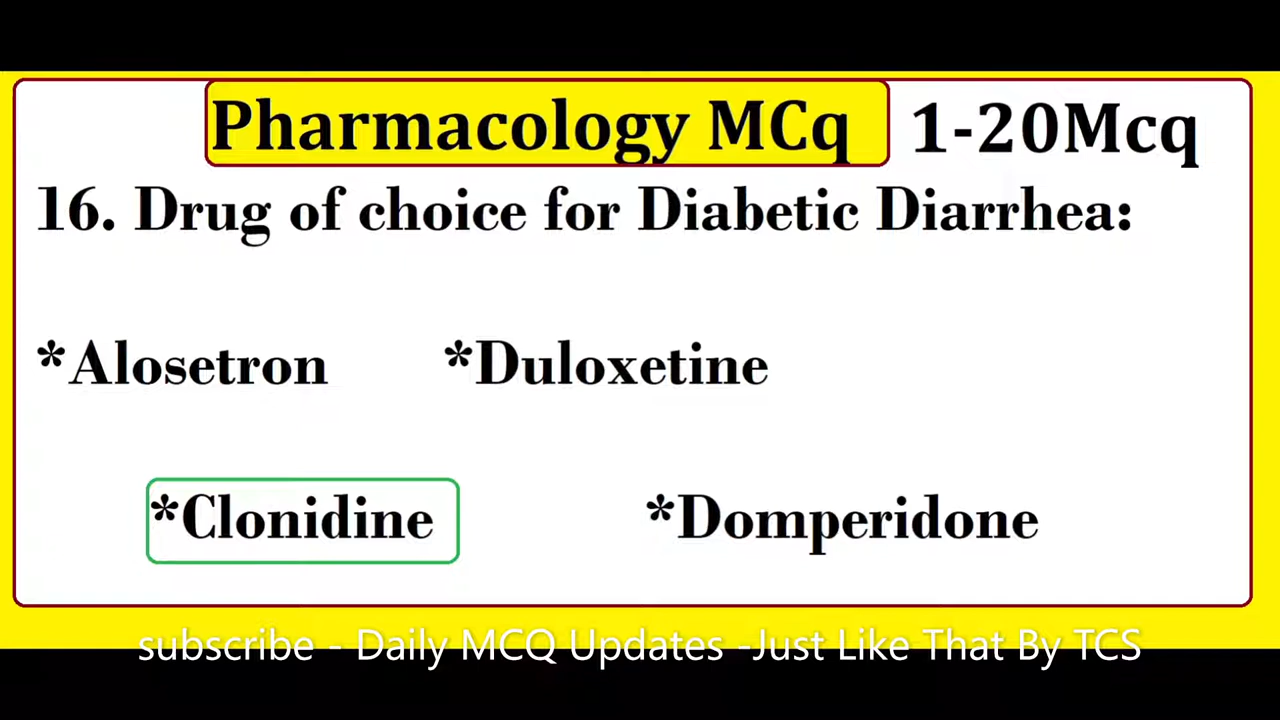 Pharmacology MCq 1-20Mcq
16. Drug of choice for Diabetic Diarrhea:
*Alosetron *Duloxetine
*Clonidine *Domperidone
subscribe - Daily MCQ Updates -Just Like That By TCS